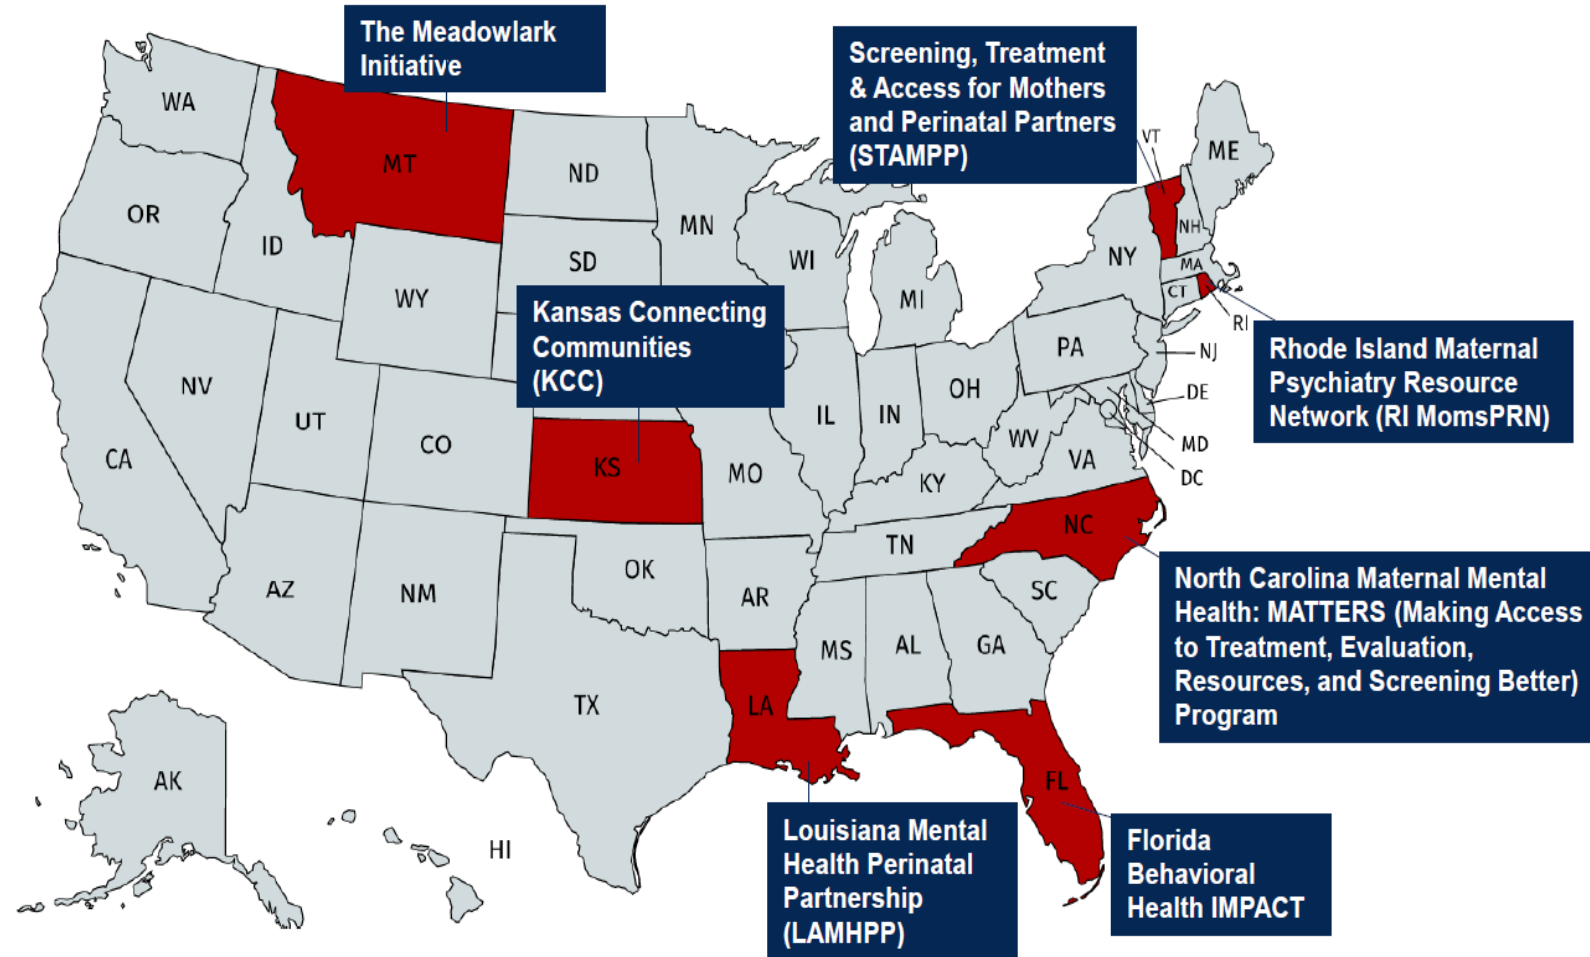 The Meadowlark
Initiative
Screening, Treatment
& Access for Mothers
and Perinatal Partners
(STAMPP)
WA
MT
ND
MN
VT
ME
OR
ID
SD
WI
NY
NH
MA
WY
MI
CT
RI
Kansas Connecting
Communities
(KCC)
Rhode Island Maternal
Psychiatry Resource
Network (RI MomsPRN)
PA
NJ
NV
UT
CO
IL
IN
OH
DE
CA
KS
MO
WV
VA
MD
DC
KY
NC
TN
AZ
NM
OK
AR
SC
North Carolina Maternal Mental
Health: MATTERS (Making Access
to Treatment, Evaluation,
Resources, and Screening Better)
Program
MS
AL
GA
TX
LA
AK
FL
HI
Louisiana Mental
Health Perinatal
Partnership
(LAMHPP)
Florida
Behavioral
Health IMPACT